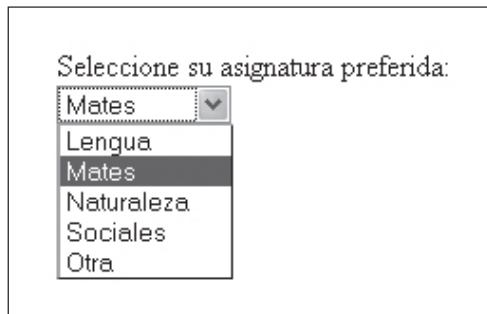 Seleccione su asignatura preferida:
Mates
Lengua
Mates
Naturaleza
Sociales
Otra